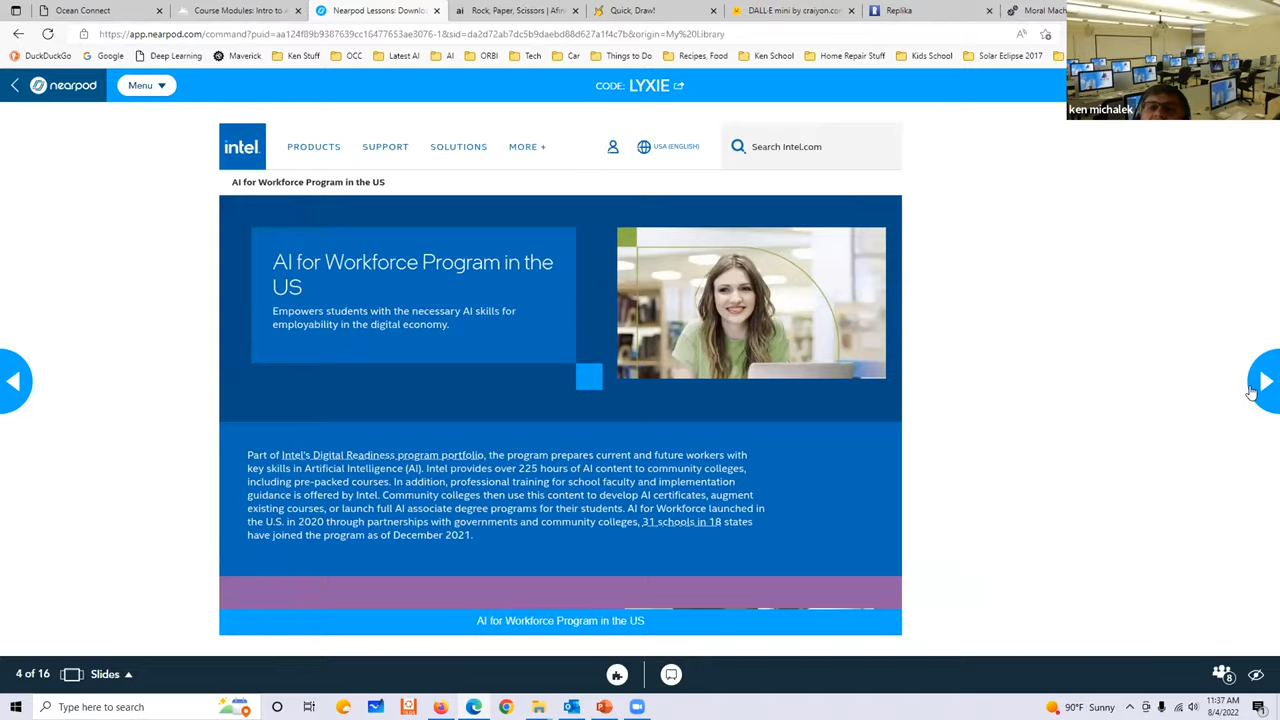 Ocean Connect
Course Modules: Intro to A
Nearpod Lessons: Downloa
Rock, Paper, Scissors | Afin
Quick, Draw!
DALL·E mini by craiyon.com
Replika
Moral Mach
https://app.nearpod.com/command?puid=aa124f89b9387639cc16477653ae3076-1&sid=da2d72ab7dc5b9daebd88d627a1f4c7b&origin=My%20Library
DuckDuckGo
Google
Deep Learning
Maverick
Ken Stuff
Latest AI
AI
ORBI
Tech
Car
Things to Do
Recipes, Food
Ken School
Home Repair Stuff
Kids School
Solar Eclipse 2017
Occ
nearpod
Menu
CODE: LYXIE
ken michalek
intel.
PRODUCTS SUPPORT SOLUTIONS MORE +
USA (ENGLISH)
Search Intel.com
AI for Workforce Program in the US
AI for Workforce Program in the
US
Empowers students with the necessary AI skills for
employability in the digital economy.
Part of Intel's Digital Readiness program portfolio, the program prepares current and future workers with
key skills in Artificial Intelligence (AI). Intel provides over 225 hours of AI content to community colleges,
including pre-packed courses. In addition, professional training for school faculty and implementation
guidance is offered by Intel. Community colleges then use this content to develop AI certificates, augment
existing courses, or launch full AI associate degree programs for their students. AI for Workforce launched in
the U.S. in 2020 through partnerships with governments and community colleges, 31 schools in 18 states
have joined the program as of December 2021.
AI for Workforce Program in the US
4 of 16
Slides
8
Type here to search
90°F Sunny
11:37 AM
8/4/2022